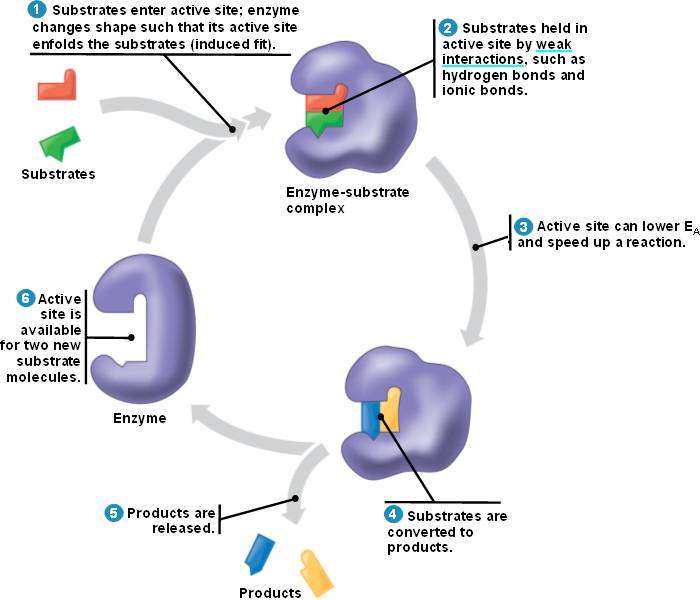 1 Substrates enter active site; enzyme
changes shape such that its active site
enfolds the substrates (induced fit).
2 Substrates held in
active site by weak
interactions, such as
hydrogen bonds and
ionic bonds.
Substrates
Enzyme-substrate
complex
3 Active site can lower EA
and speed up a reaction.
6 Active
site is
available
for two new
substrate
molecules.
Enzyme
5 Products are
released.
4 Substrates are
converted to
products.
Products